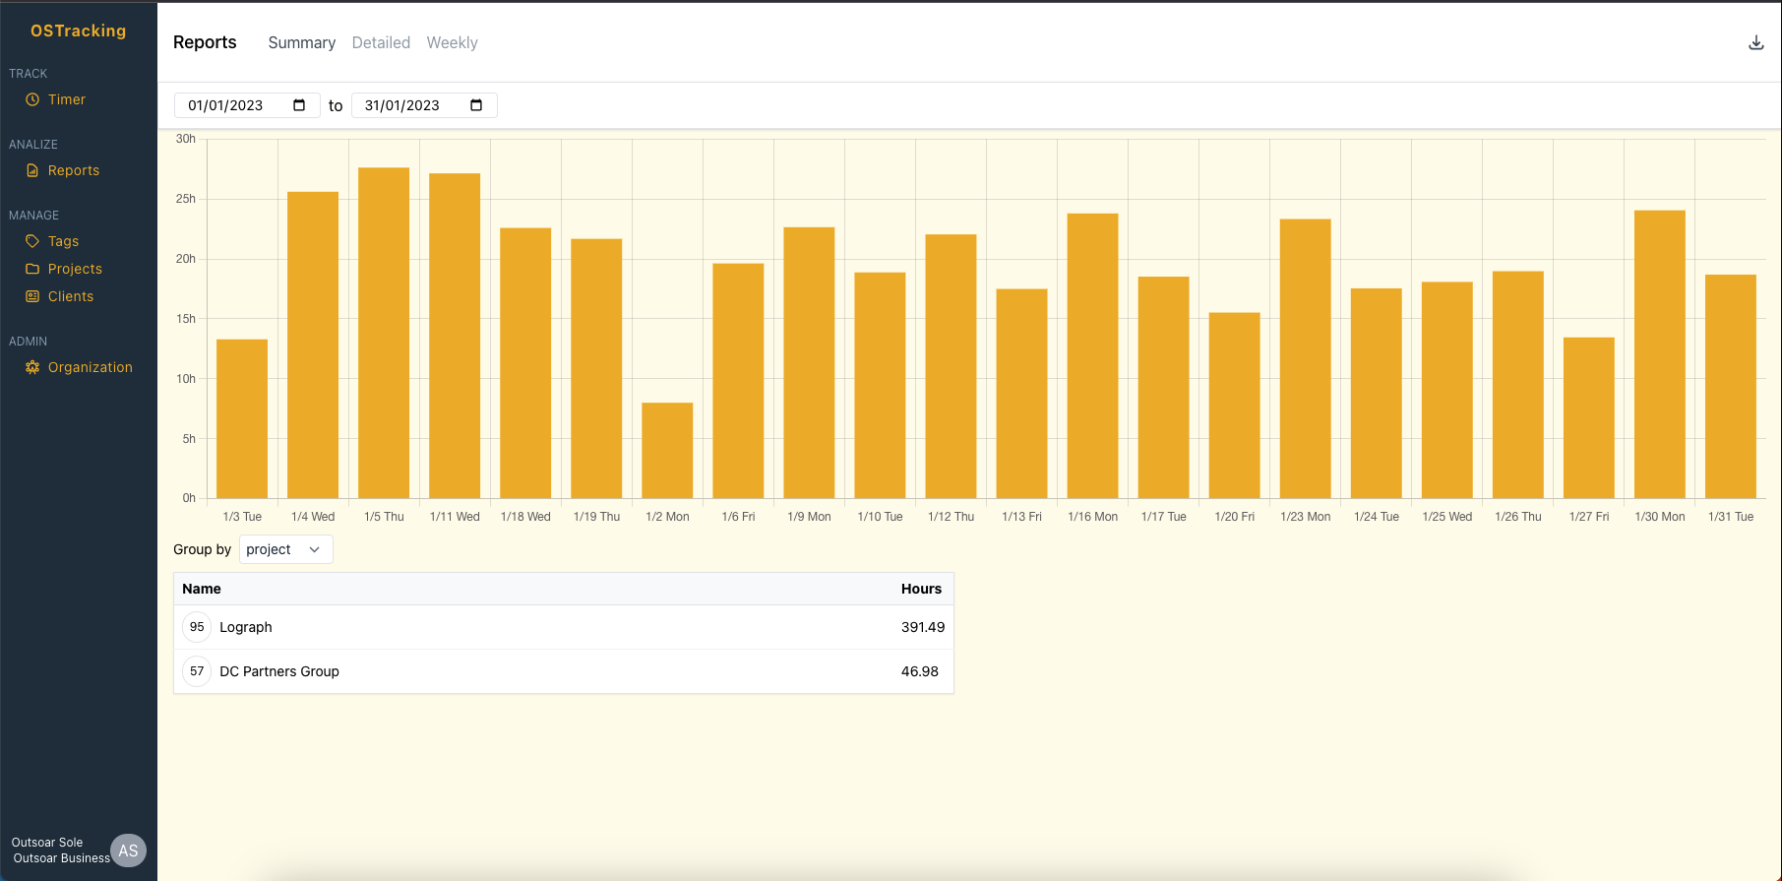 OSTracking
TRACK
Timer
ANALIZE
Reports
MANAGE
Tags
Projects
Clients
ADMIN
Organization
Outsoar Sole
Outsoar Business
AS
Reports Summary Detailed Weekly
01/01/2023 to 31/01/2023
30h
25h
20h
15h
10h
5h
0h
1/3 Tue 1/4 Wed 1/5 Thu 1/11 Wed 1/18 Wed 1/19 Thu 1/2 Mon 1/6 Fri 1/9 Mon 1/10 Tue 1/12 Thu 1/13 Fri 1/16 Mon 1/17 Tue 1/20 Fri 1/23 Mon 1/24 Tue 1/25 Wed 1/26 Thu 1/27 Fri 1/30 Mon 1/31 Tue
Group by project
Name Hours
95 Lograph 391.49
57 DC Partners Group 46.98